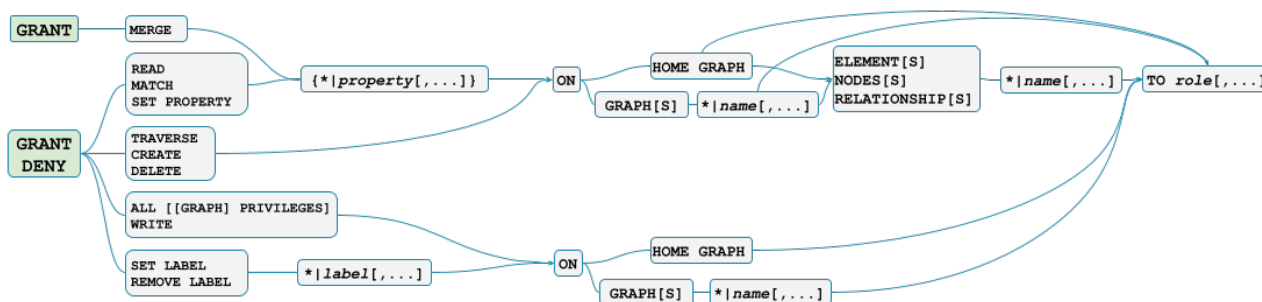 GRANT
MERGE
READ
MATCH
SET PROPERTY
{*|property[,...]}
ON
HOME GRAPH
GRAPH[S]
*|name[,...]
ELEMENT[S]
NODES[S]
RELATIONSHIP[S]
*|name[,...]
TO role[,...]
GRANT
DENY
TRAVERSE
CREATE
DELETE
ALL [[GRAPH] PRIVILEGES]
WRITE
SET LABEL
REMOVE LABEL
*|label[,...]
ON
HOME GRAPH
GRAPH[S]
*|name[,...]